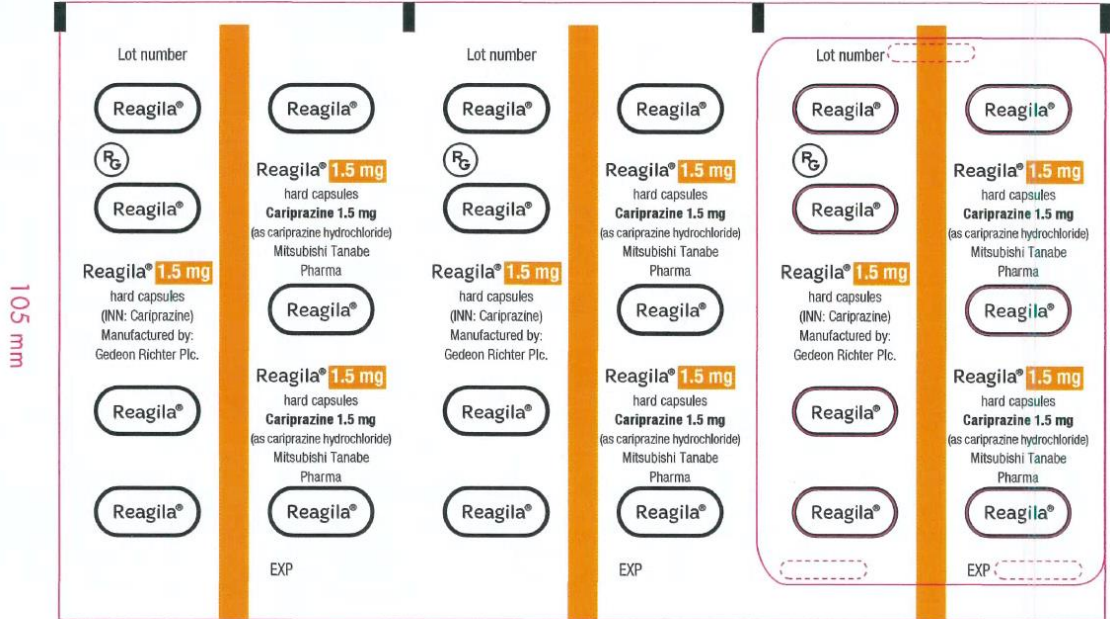 105 mm
Lot number
Reagila®
RG
Reagila®
Reagila® 1.5 mg
hard capsules
(INN: Cariprazine)
Manufactured by:
Gedeon Richter Plc.
Reagila®
Reagila®
Reagila®
Reagila® 1.5 mg
hard capsules
Cariprazine 1.5 mg
(as cariprazine hydrochloride)
Mitsubishi Tanabe
Pharma
Reagila®
Reagila® 1.5 mg
hard capsules
Cariprazine 1.5 mg
(as cariprazine hydrochloride)
Mitsubishi Tanabe
Pharma
Reagila®
EXP
Lot number
Reagila®
RG
Reagila®
Reagila® 1.5 mg
hard capsules
(INN: Cariprazine)
Manufactured by:
Gedeon Richter Plc.
Reagila®
Reagila®
Reagila®
Reagila® 1.5 mg
hard capsules
Cariprazine 1.5 mg
(as cariprazine hydrochloride)
Mitsubishi Tanabe
Pharma
Reagila®
Reagila® 1.5 mg
hard capsules
Cariprazine 1.5 mg
(as cariprazine hydrochloride)
Mitsubishi Tanabe
Pharma
Reagila®
EXP
Lot number
Reagila®
RG
Reagila®
Reagila® 1.5 mg
hard capsules
(INN: Cariprazine)
Manufactured by:
Gedeon Richter Plc.
Reagila®
Reagila®
Reagila®
Reagila® 1.5 mg
hard capsules
Cariprazine 1.5 mg
(as cariprazine hydrochloride)
Mitsubishi Tanabe
Pharma
Reagila®
Reagila® 1.5 mg
hard capsules
Cariprazine 1.5 mg
(as cariprazine hydrochloride)
Mitsubishi Tanabe
Pharma
Reagila®
EXP